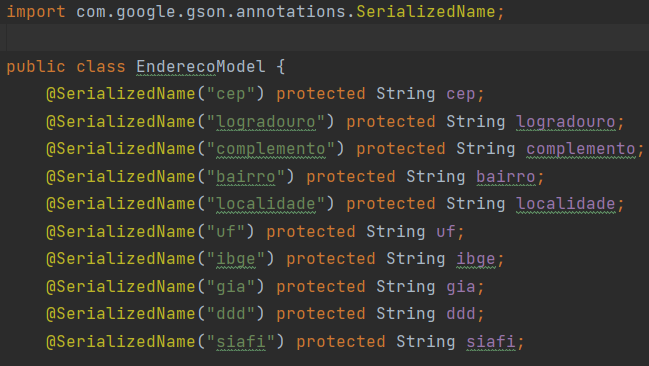 import com.google.gson.annotations.SerializedName;
public class EnderecoModel {
@SerializedName("cep") protected String cep;
@SerializedName("logradouro") protected String logradouro;
@SerializedName("complemento") protected String complemento;
@SerializedName("bairro") protected String bairro;
@SerializedName("localidade") protected String localidade;
@SerializedName("uf") protected String uf;
@SerializedName("ibge") protected String ibge;
@SerializedName("gia") protected String gia;
@SerializedName("ddd") protected String ddd;
@SerializedName("siafi") protected String siafi;